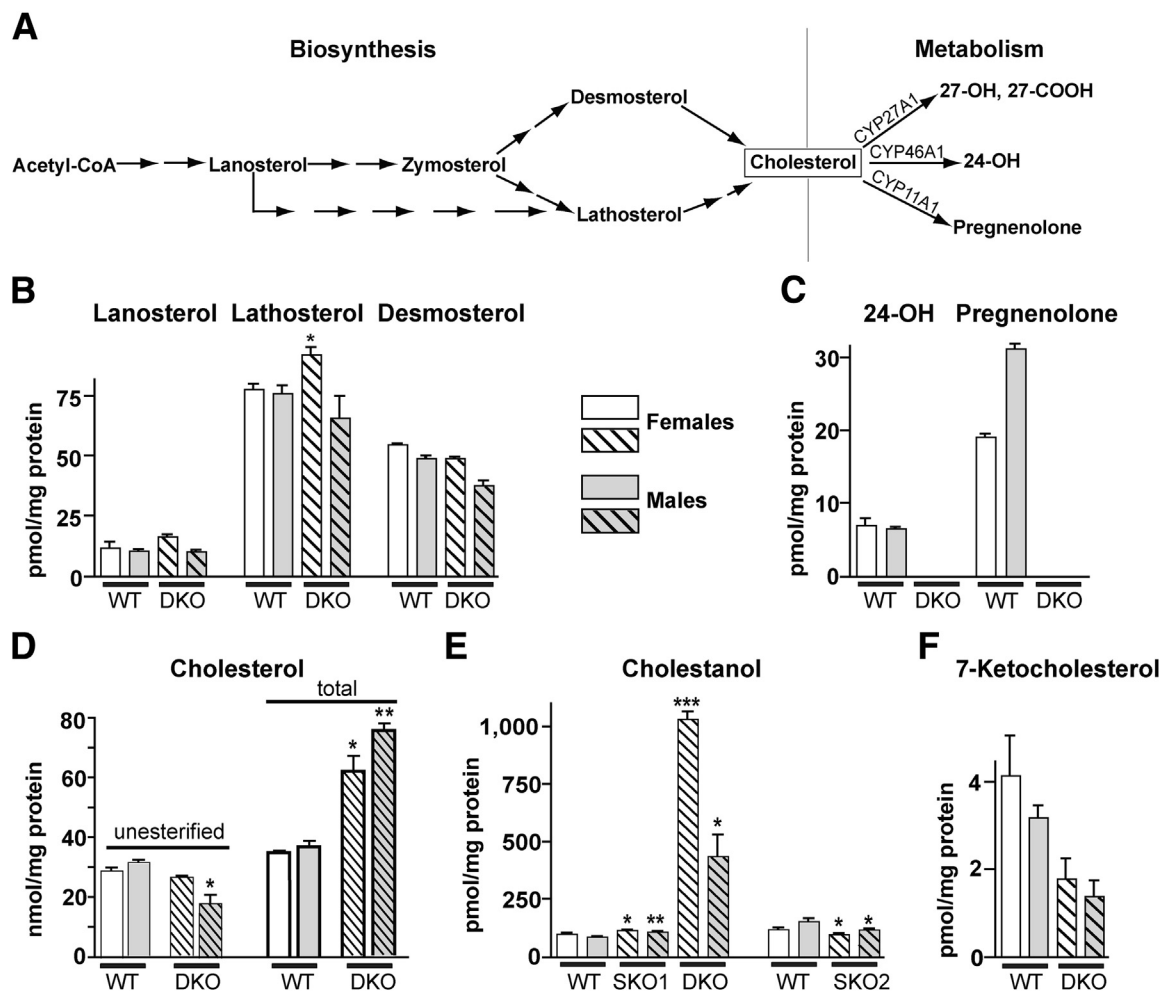 A
Biosynthesis
Metabolism
Acetyl-CoA
Lanosterol
Zymosterol
Desmosterol
Lathosterol
Cholesterol
CYP27A1
27-OH, 27-COOH
CYP46A1
24-OH
CYP11A1
Pregnenolone
B
Lanosterol Lathosterol Desmosterol
pmol/mg protein
75
50
25
0
*
WT DKO WT DKO WT DKO
Females
Males
C
24-OH Pregnenolone
pmol/mg protein
30
20
10
0
WT DKO WT DKO
D
Cholesterol
total
unesterified
nmol/mg protein
80
60
40
20
0
*
*
**
WT DKO WT DKO
E
Cholestanol
pmol/mg protein
1,000
750
500
250
0
* ** *** * * *
WT SKO1 DKO WT SKO2
F
7-Ketocholesterol
pmol/mg protein
4
2
0
WT DKO